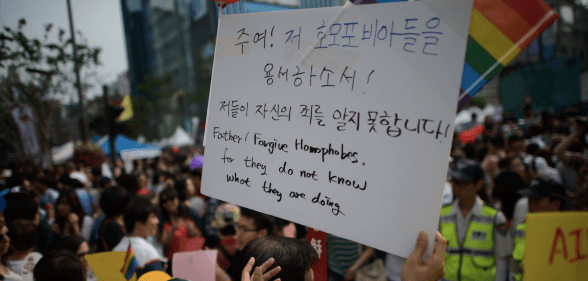 주여! 저 호모포비아들을
용서하소서!
저들이 자신의 죄를 알지 못합니다!
Father! Forgive Homophobes,
for they do not know
what they are doing
AI